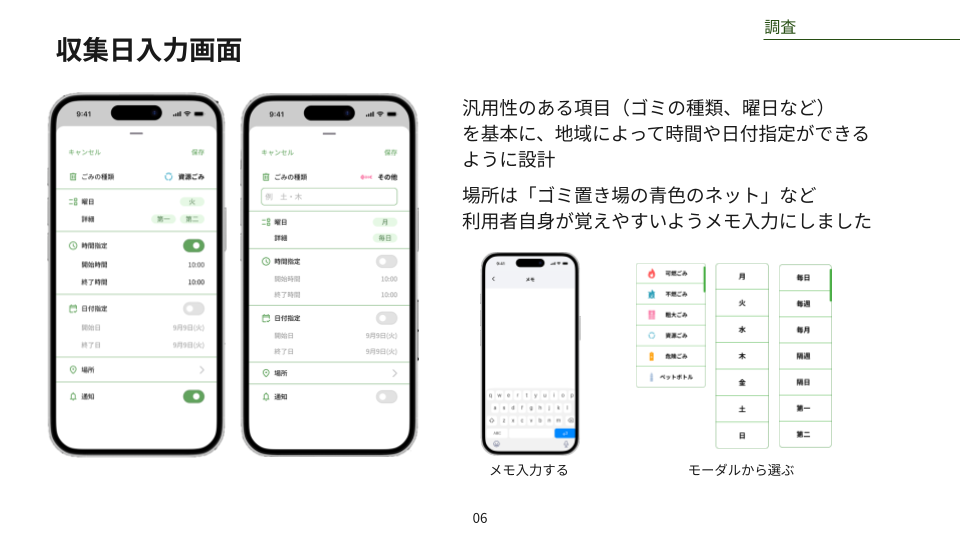 調査
収集日入力画面
9:41
キャンセル 保存
ごみの種類 資源ごみ
曜日 火
詳細 第一 第二
時間指定
開始時間 10:00
終了時間 10:00
日付指定
開始日 9月9日(火)
終了日 9月9日(火)
場所
通知
9:41
キャンセル 保存
ごみの種類 その他
例 土・木
曜日 月
詳細 毎日
時間指定
開始時間 10:00
終了時間 10:00
日付指定
開始日 9月9日(火)
終了日 9月9日(火)
場所
通知
汎用性のある項目（ゴミの種類、曜日など）
を基本に、地域によって時間や日付指定ができる
ように設計
場所は「ゴミ置き場の青色のネット」など
利用者自身が覚えやすいようメモ入力にしました
9:41
メモ
q w e r t y u i o p
a s d f g h j k l
z x c v b n m
ABC
メモ入力する
可燃ごみ
不燃ごみ
粗大ごみ
資源ごみ
危険ごみ
ペットボトル
月
火
水
木
金
土
日
毎日
毎週
毎月
隔週
隔日
第一
第二
モーダルから選ぶ
06